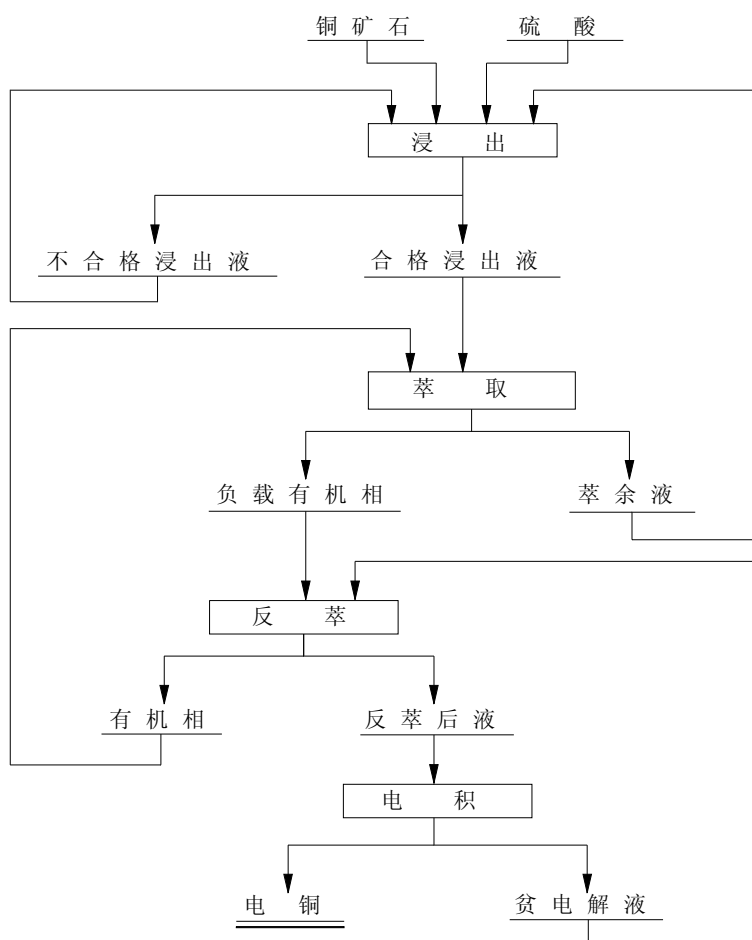 铜矿石 硫酸
浸出
不合格浸出液 合格浸出液
萃取
负载有机相 萃余液
反萃
有机相 反萃后液
电积
电铜 贫电解液